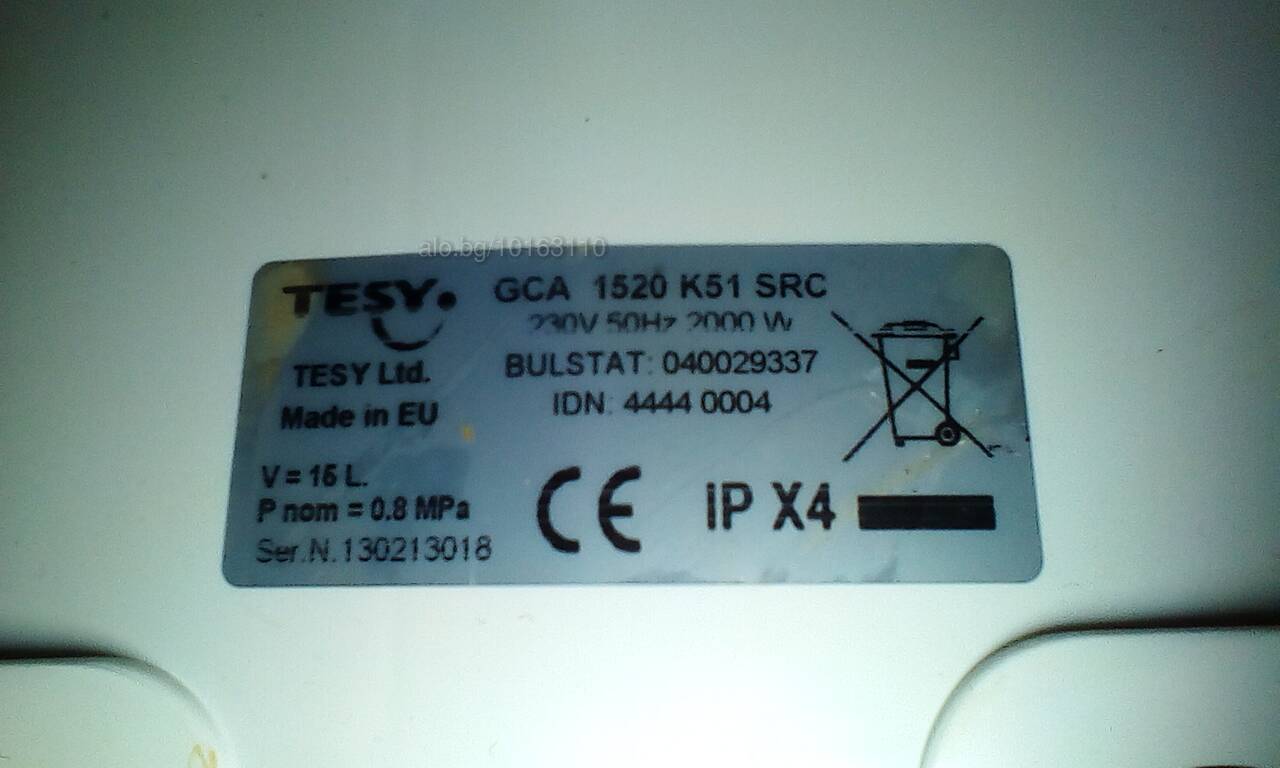 alo.bg/10163110
TESY
GCA 1520 K51 SRC
230V 50Hz 2000 W
TESY Ltd.
BULSTAT: 040029337
Made in EU
IDN: 4444 0004
V = 15 L.
P nom = 0.8 MPa
Ser.N.130213018
CE
IP X4